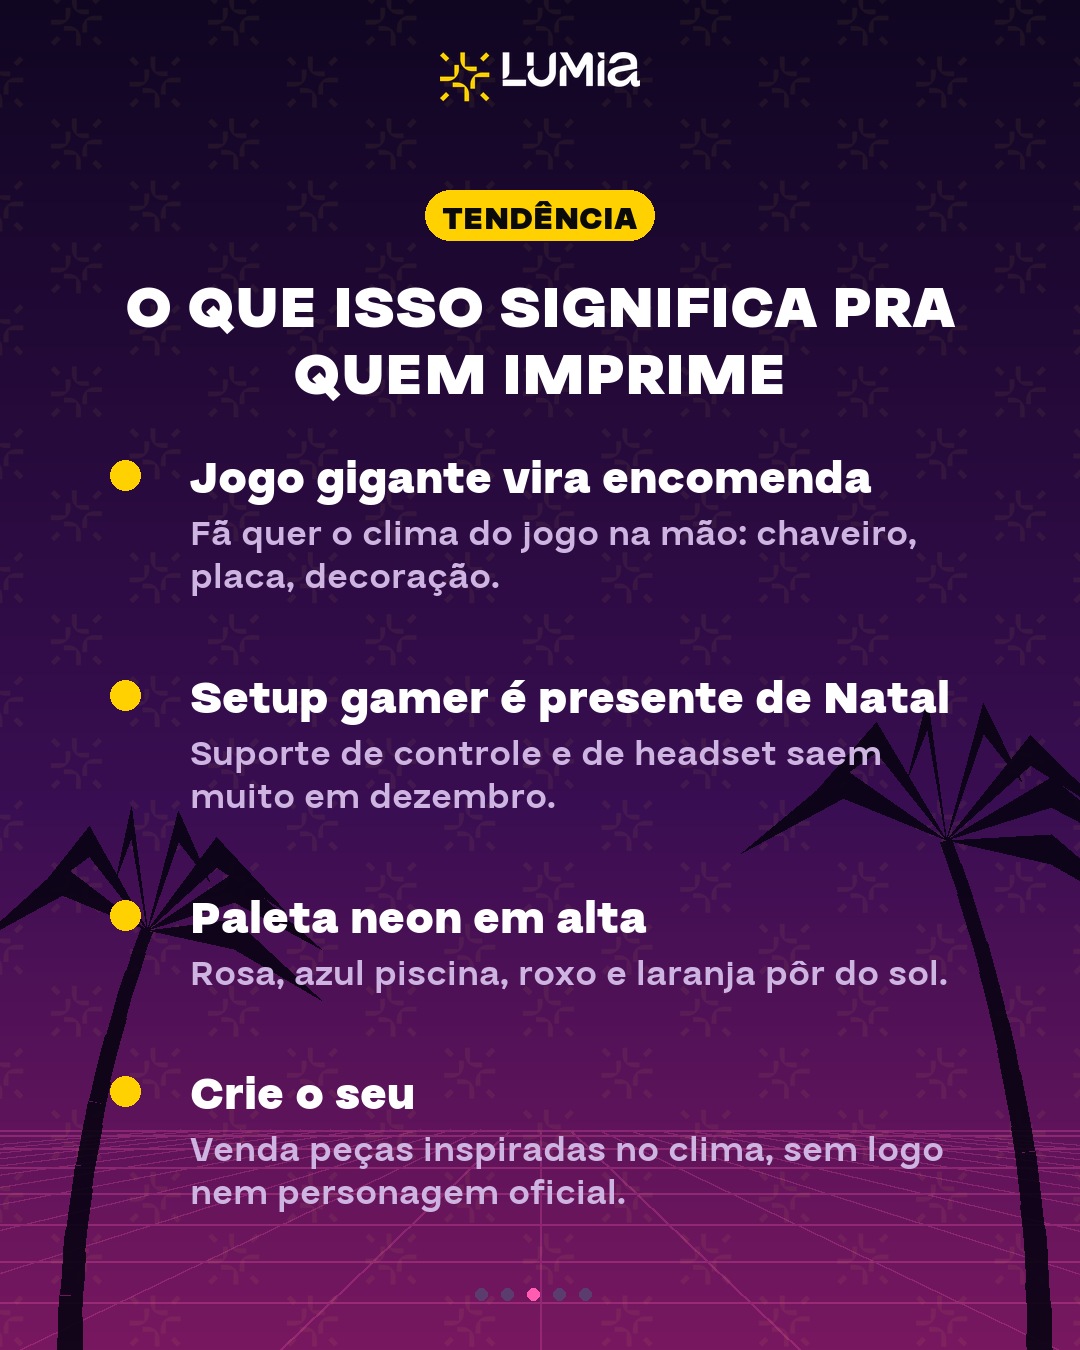 LUMIA
TENDÊNCIA
O QUE ISSO SIGNIFICA PRA
QUEM IMPRIME
Jogo gigante vira encomenda
Fã quer o clima do jogo na mão: chaveiro,
placa, decoração.
Setup gamer é presente de Natal
Suporte de controle e de headset saem
muito em dezembro.
Paleta neon em alta
Rosa, azul piscina, roxo e laranja pôr do sol.
Crie o seu
Venda peças inspiradas no clima, sem logo
nem personagem oficial.